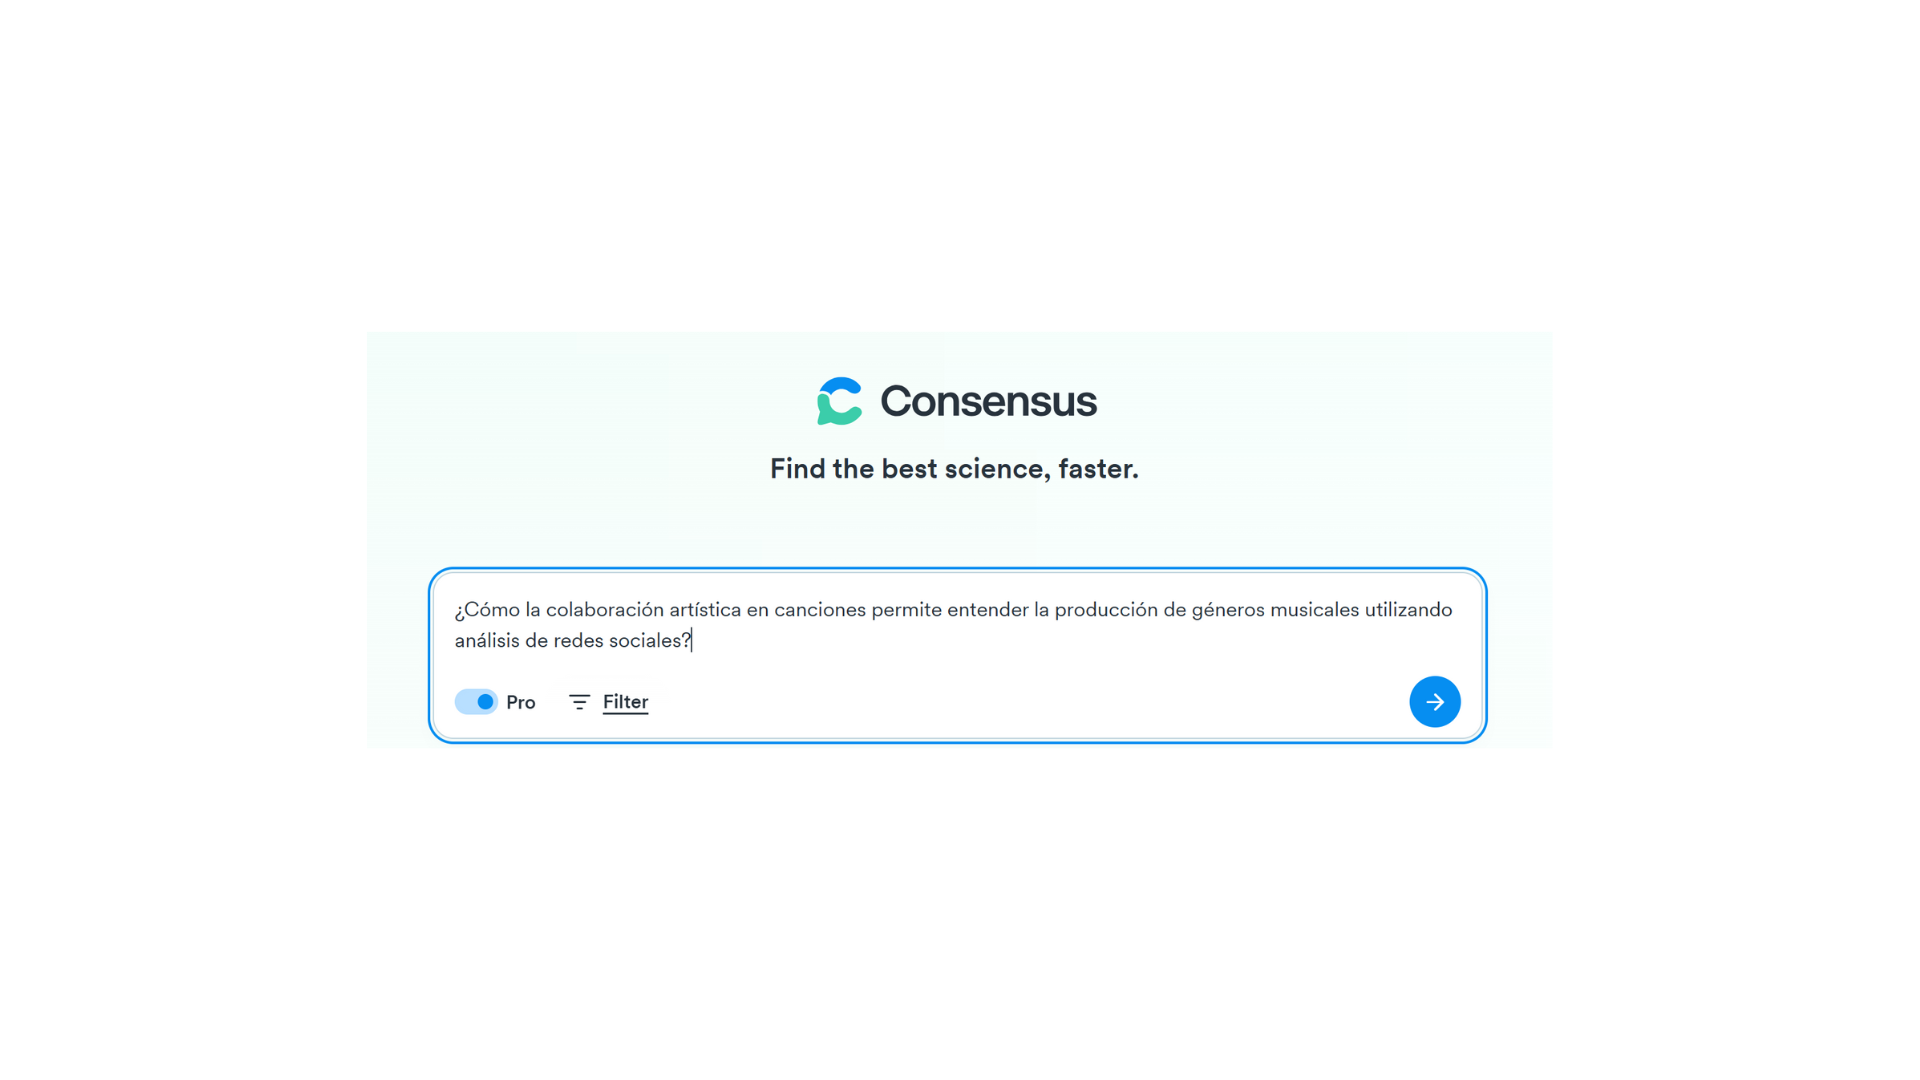 Consensus
Find the best science, faster.
¿Cómo la colaboración artística en canciones permite entender la producción de géneros musicales utilizando
análisis de redes sociales?
Pro Filter